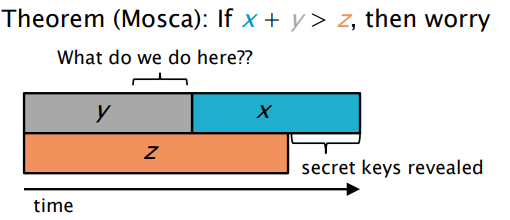 Theorem (Mosca): If x + y > z, then worry
What do we do here??
y
x
z
secret keys revealed
time